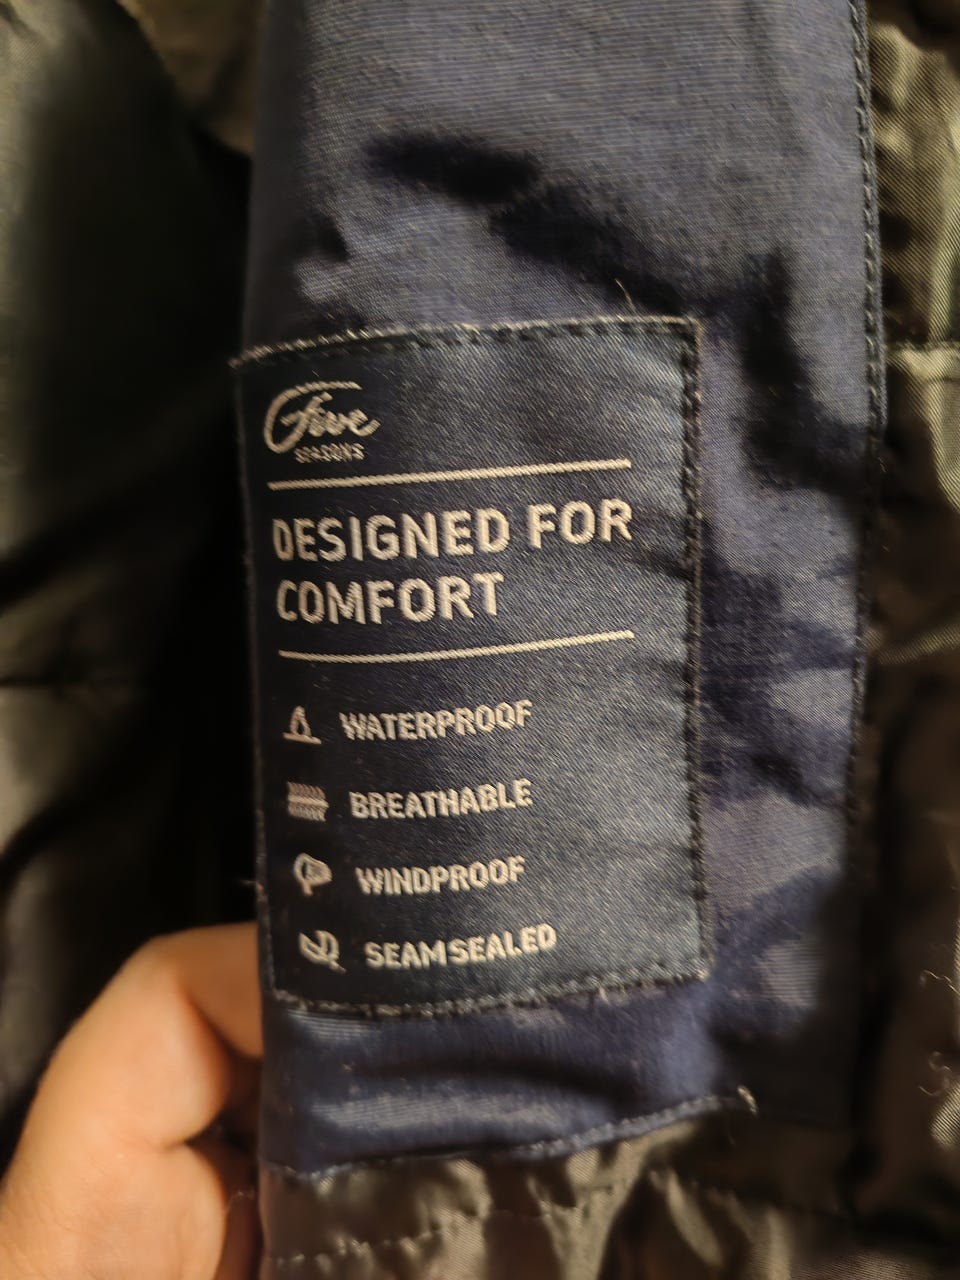 Five
SEASONS
DESIGNED FOR
COMFORT
WATERPROOF
BREATHABLE
WINDPROOF
SEAMSEALED